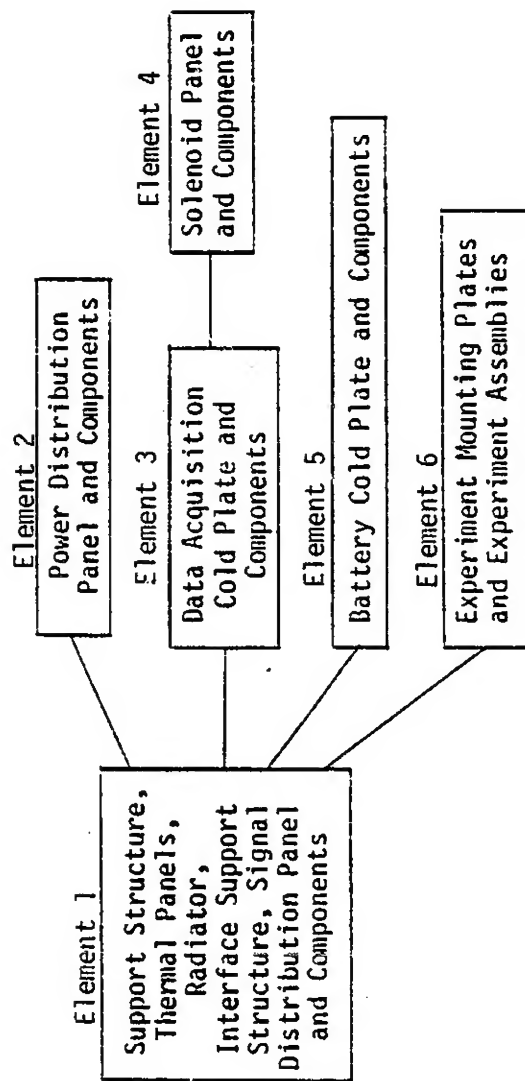 Element 1
Support Structure,
Thermal Panels,
Radiator,
Interface Support
Structure, Signal
Distribution Panel
and Components
Element 2
Power Distribution
Panel and Components
Element 3
Data Acquisition
Cold Plate and
Components
Element 4
Solenoid Panel
and Components
Element 5
Battery Cold Plate and Components
Element 6
Experiment Mounting Plates
and Experiment Assemblies